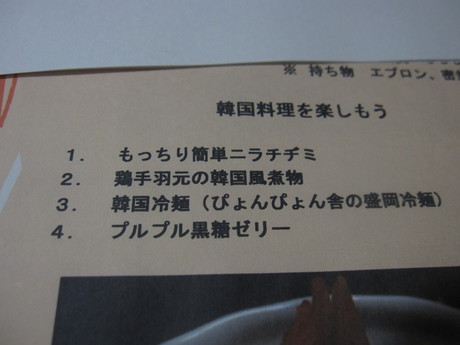 ※ 持ち物 エプロン、密
韓国料理を楽しもう
1. もっちり簡単ニラチヂミ
2. 鶏手羽元の韓国風煮物
3. 韓国冷麺（ぴょんぴょん舎の盛岡冷麺）
4. プルプル黒糖ゼリー